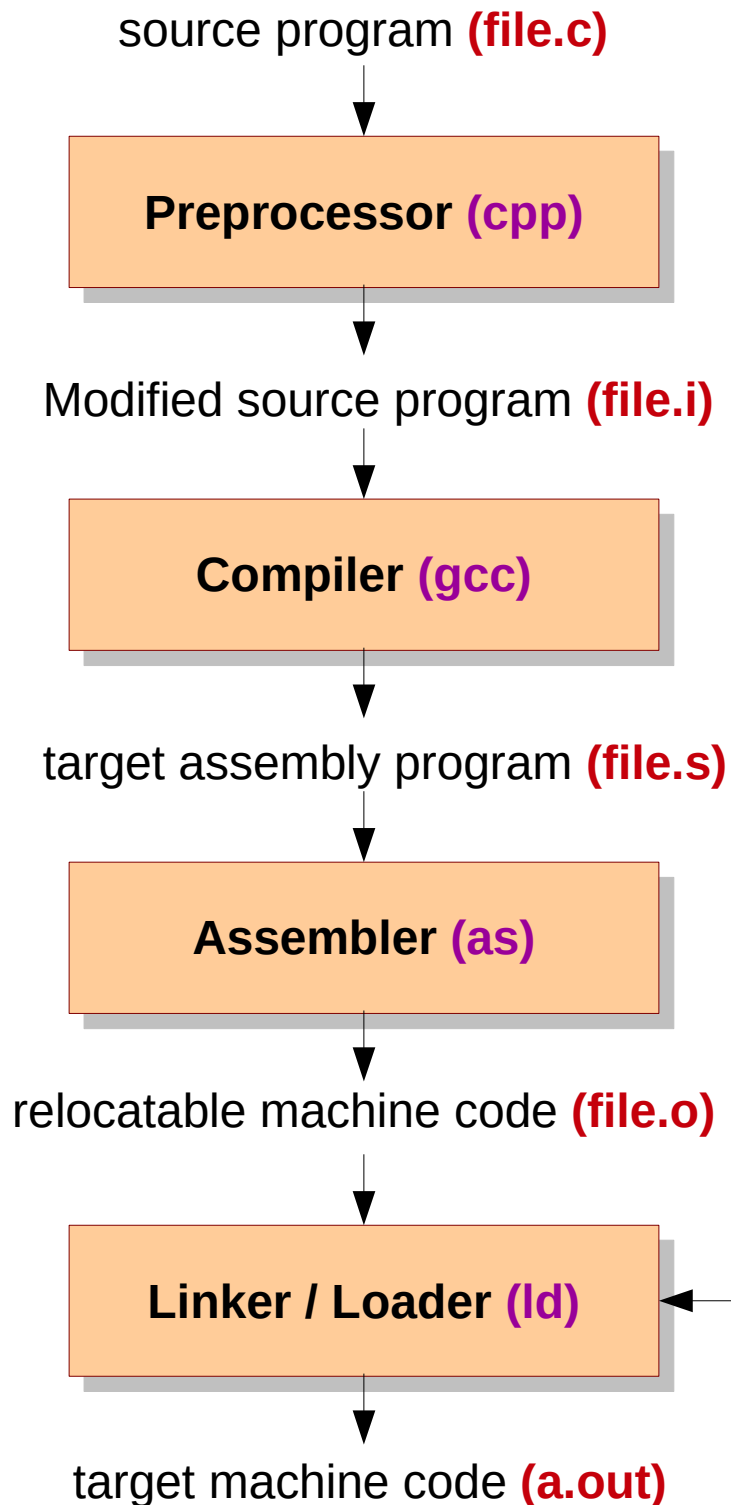 source program (file.c)
Preprocessor (cpp)
Modified source program (file.i)
Compiler (gcc)
target assembly program (file.s)
Assembler (as)
relocatable machine code (file.o)
Linker / Loader (ld)
target machine code (a.out)